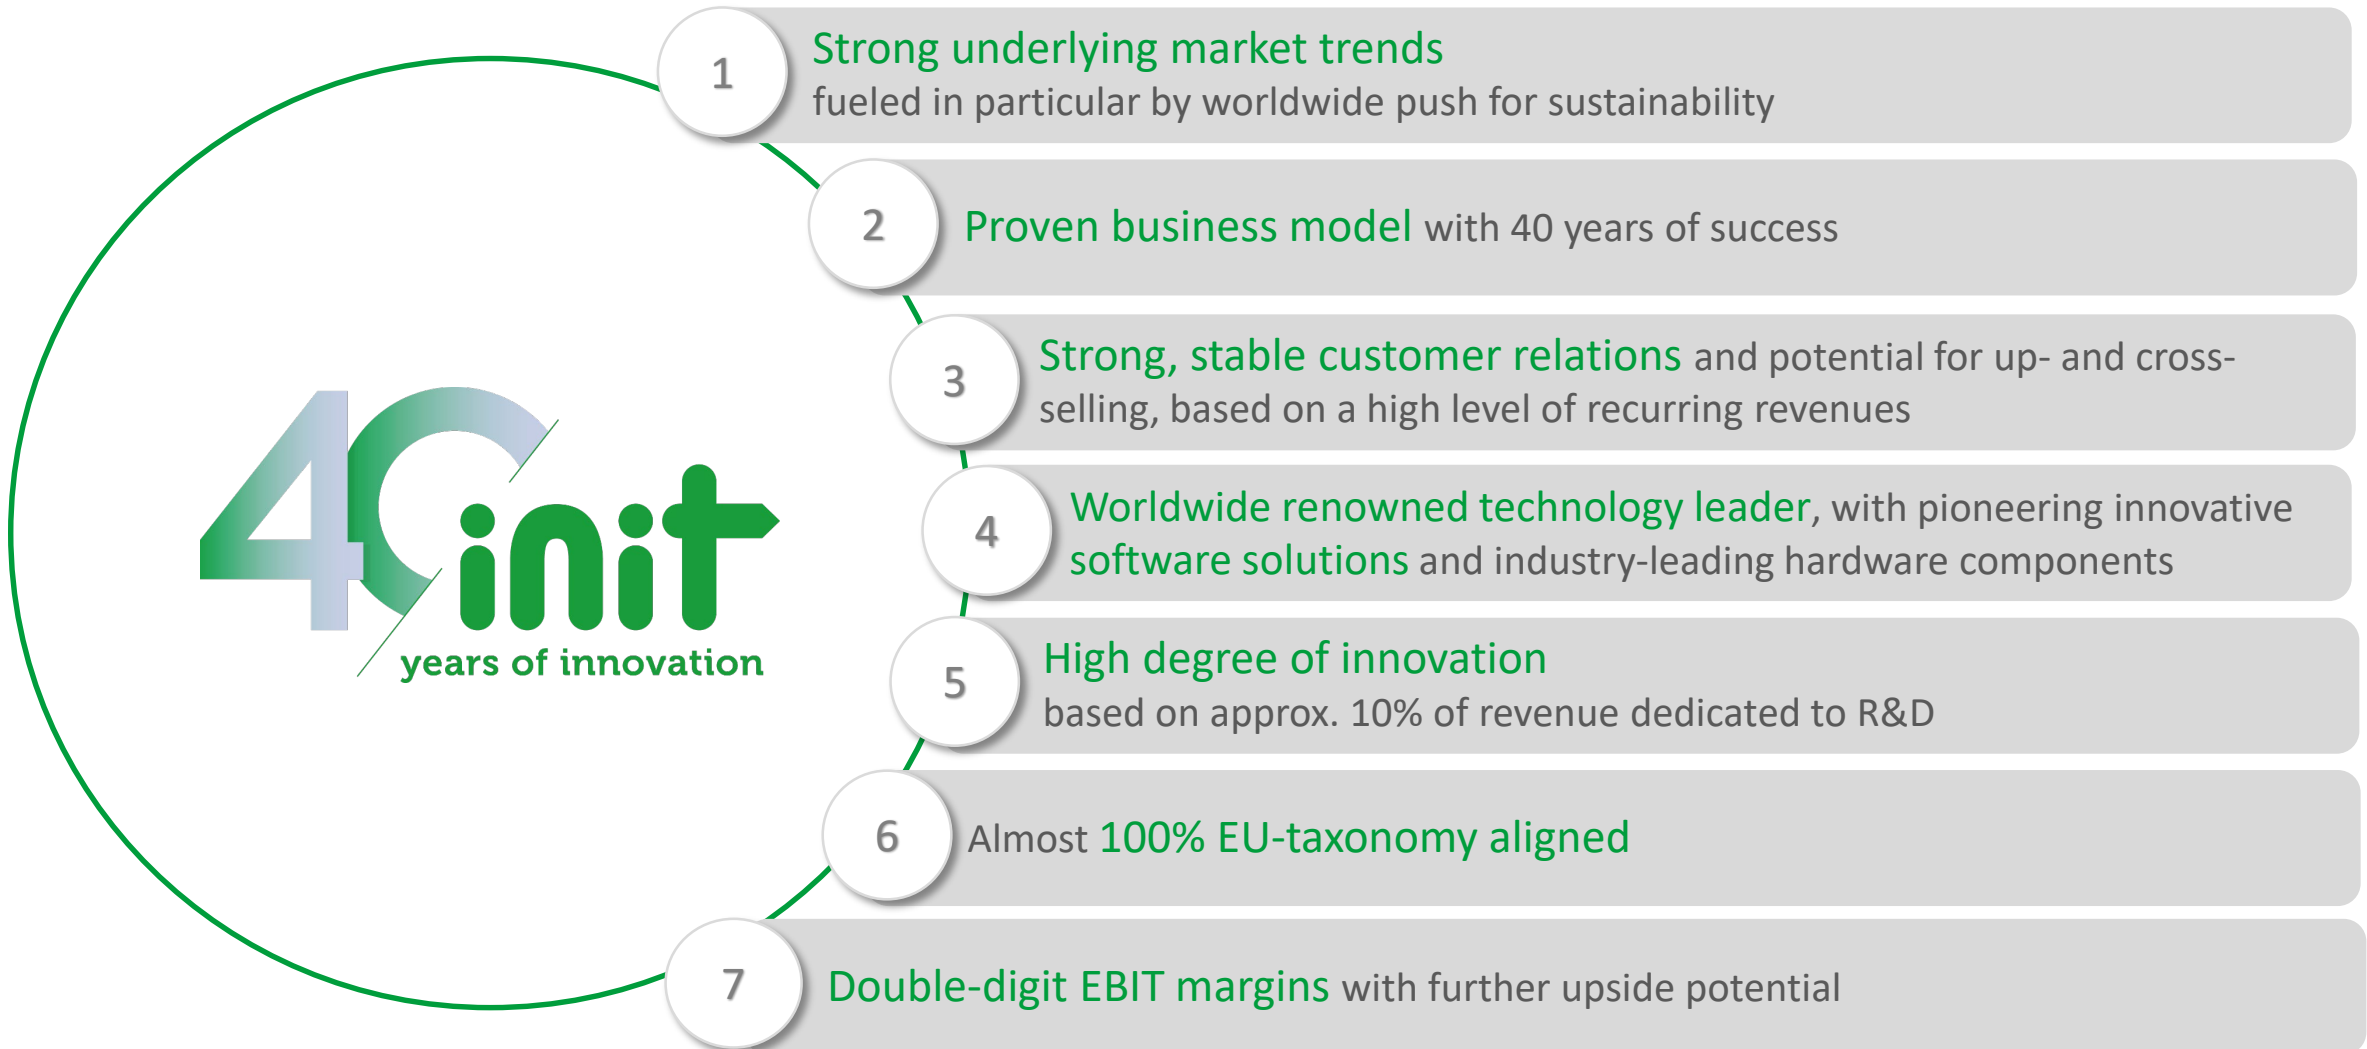 1
Strong underlying market trends
fueled in particular by worldwide push for sustainability
2
Proven business model with 40 years of success
3
Strong, stable customer relations and potential for up- and cross-
selling, based on a high level of recurring revenues
40
init
years of innovation
4
Worldwide renowned technology leader, with pioneering innovative
software solutions and industry-leading hardware components
5
High degree of innovation
based on approx. 10% of revenue dedicated to R&D
6
Almost 100% EU-taxonomy aligned
7
Double-digit EBIT margins with further upside potential